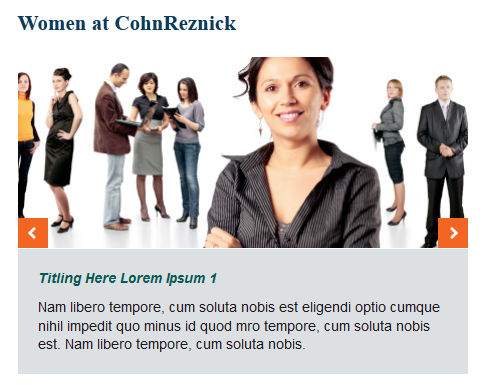 Women at CohnReznick
Titling Here Lorem Ipsum 1
Nam libero tempore, cum soluta nobis est eligendi optio cumque
nihil impedit quo minus id quod mro tempore, cum soluta nobis
est. Nam libero tempore, cum soluta nobis.